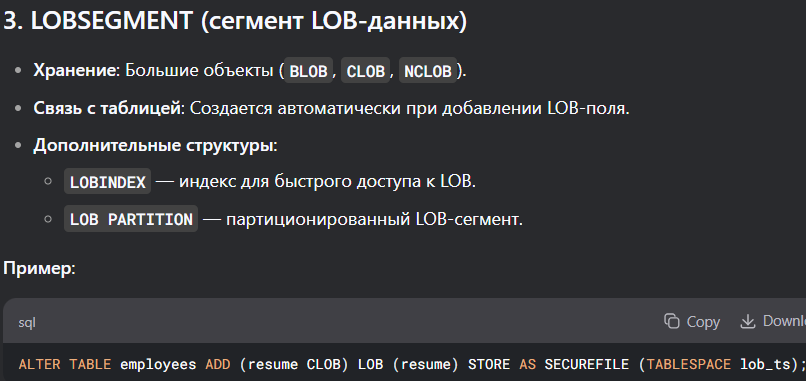 3. LOBSEGMENT (сегмент LOB-данных)
Хранение: Большие объекты (BLOB, CLOB, NCLOB).
Связь с таблицей: Создается автоматически при добавлении LOB-поля.
Дополнительные структуры:
LOBINDEX — индекс для быстрого доступа к LOB.
LOB PARTITION — партиционированный LOB-сегмент.
Пример:
sql Copy Downlo
ALTER TABLE employees ADD (resume CLOB) LOB (resume) STORE AS SECUREFILE (TABLESPACE lob_ts);